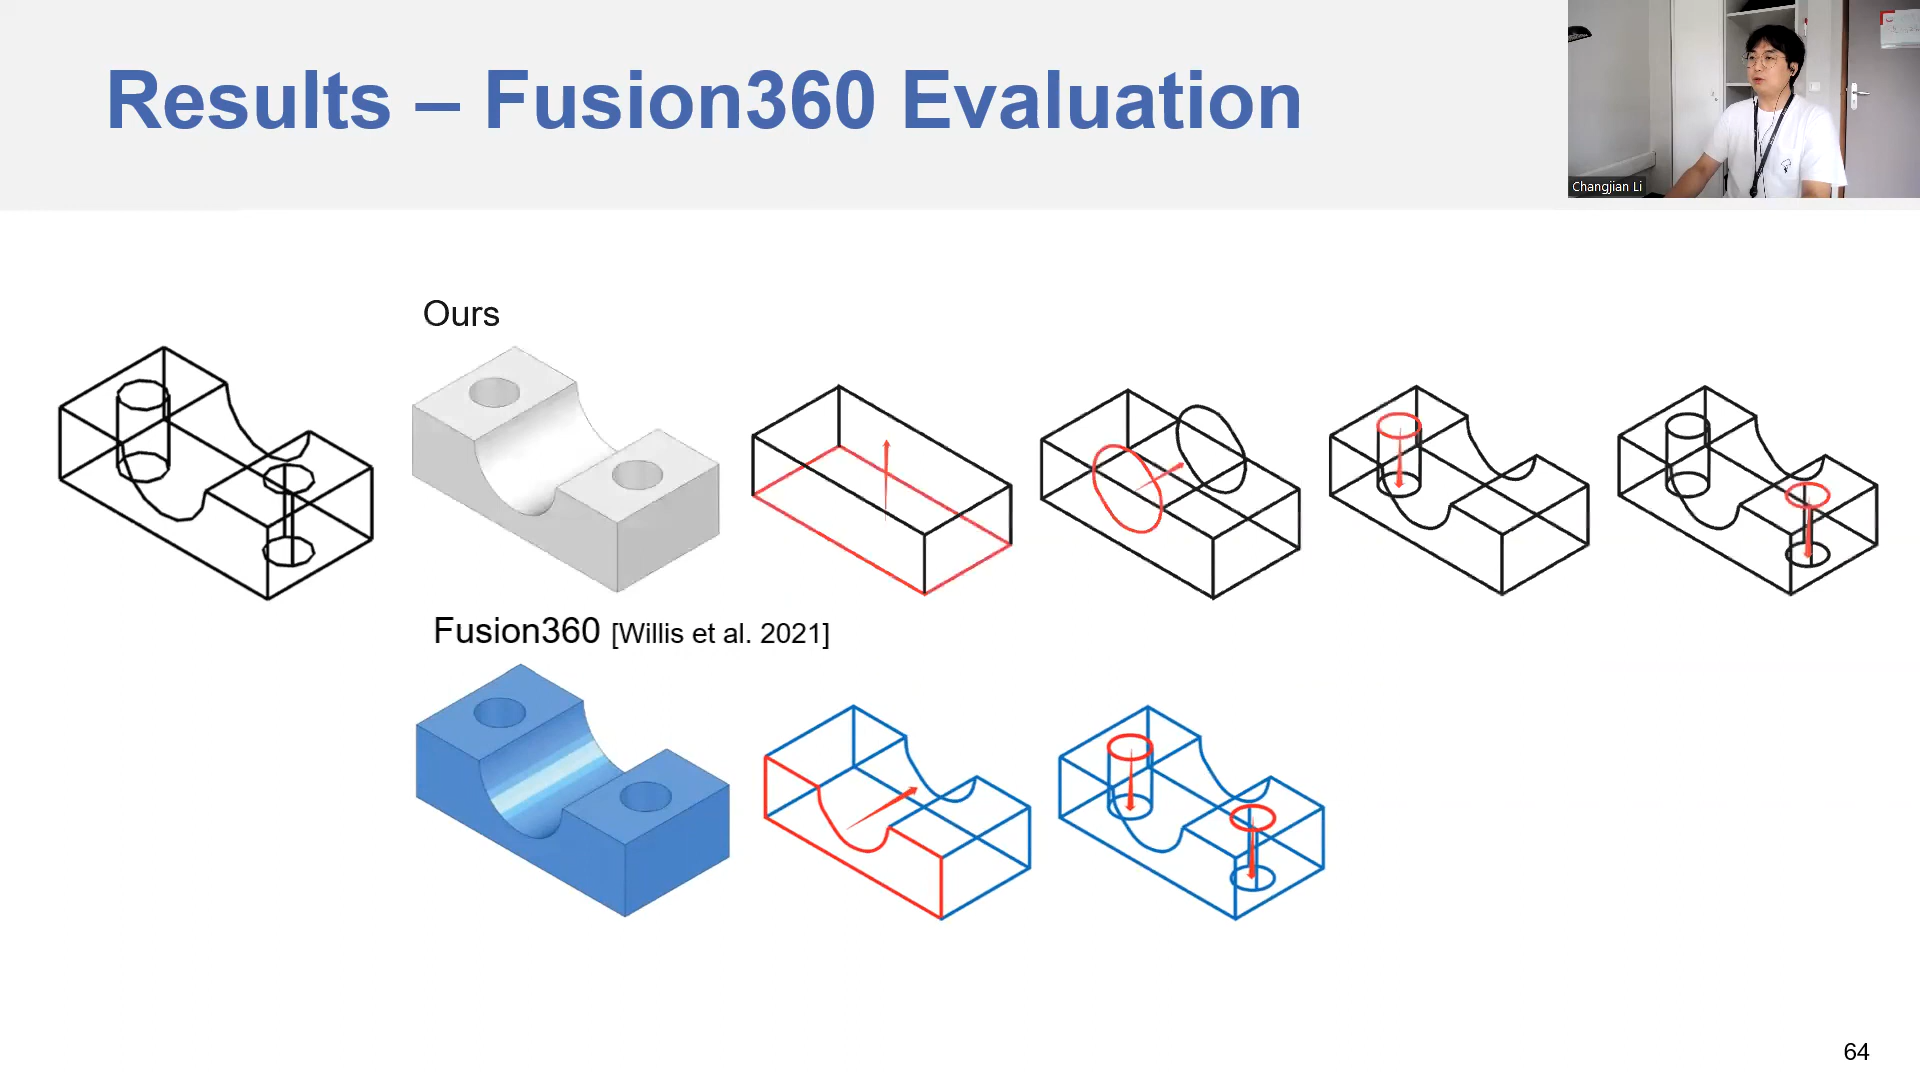 Results – Fusion360 Evaluation
Changjian Li
Ours
Fusion360 [Willis et al. 2021]
64